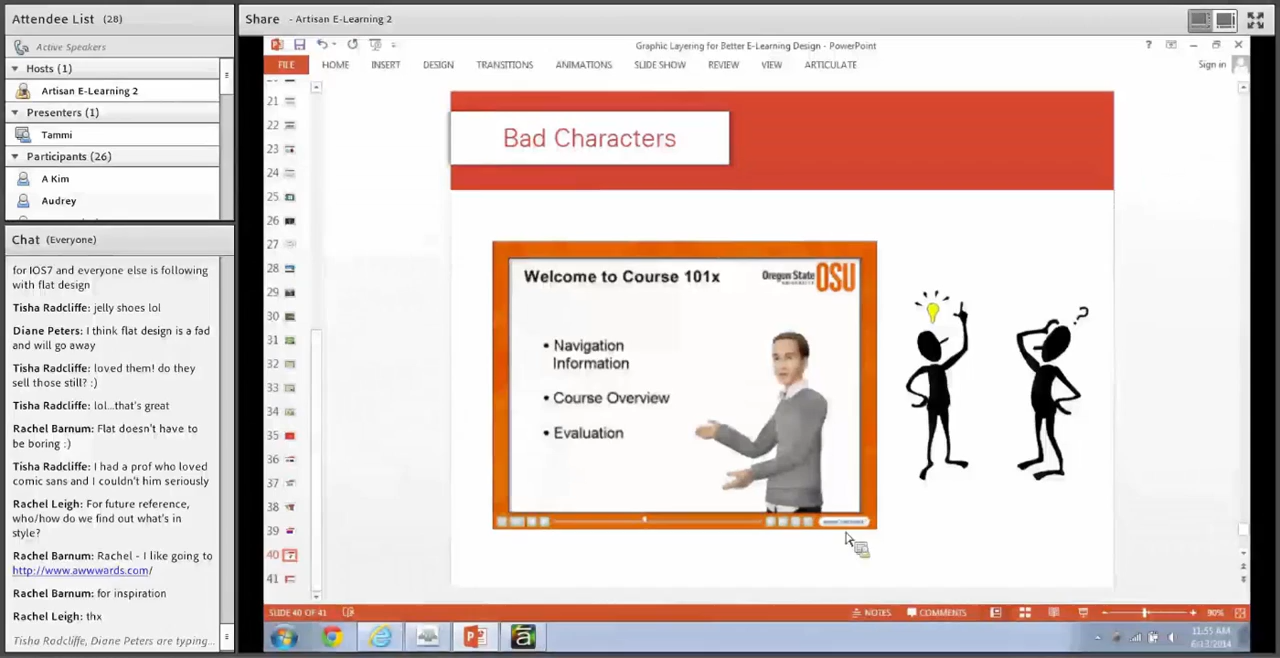 Attendee List (28)
Active Speakers
Hosts (1)
Artisan E-Learning 2
Presenters (1)
Tammi
Participants (26)
A Kim
Audrey
Chat (Everyone)
for IOS7 and everyone else is following
with flat design
Tisha Radcliffe: jelly shoes lol
Diane Peters: I think flat design is a fad
and will go away
Tisha Radcliffe: loved them! do they
sell those still? :)
Tisha Radcliffe: lol...that's great
Rachel Barnum: Flat doesn't have to
be boring :)
Tisha Radcliffe: I had a prof who loved
comic sans and I couldn't him seriously
Rachel Leigh: For future reference,
who/how do we find out what's in
style?
Rachel Barnum: Rachel - I like going to
http://www.awwwards.com/
Rachel Barnum: for inspiration
Rachel Leigh: thx
Tisha Radcliffe, Diane Peters are typing...
Share - Artisan E-Learning 2
Graphic Layering for Better E-Learning Design - PowerPoint
?
FILE HOME INSERT DESIGN TRANSITIONS ANIMATIONS SLIDE SHOW REVIEW VIEW ARTICULATE Sign in
21
22
23
24
25
26
27
28
29
30
31
32
33
34
35
36
37
38
39
40
41
Bad Characters
Welcome to Course 101x
Oregon State OSU
UNIVERSITY
• Navigation
Information
• Course Overview
• Evaluation
?
SLIDE 40 OF 41
NOTES COMMENTS 90%
11:55 AM
6/13/2014